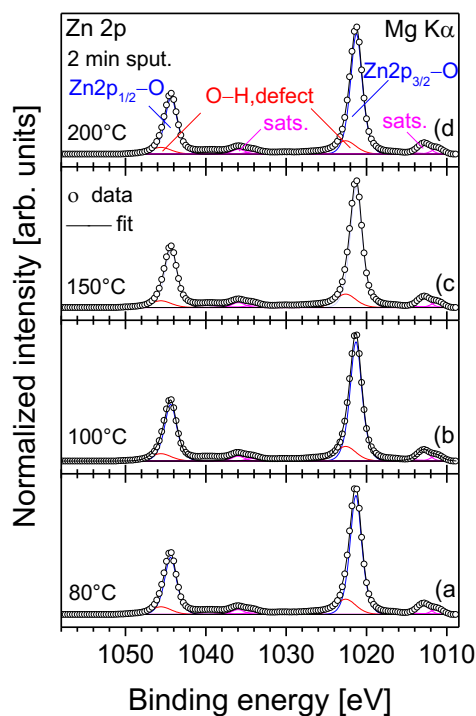 Zn 2p Mg Kα
2 min sput.
Zn2p1/2–O Zn2p3/2–O
O–H,defect
sats. sats.
200°C (d
o data
— fit
150°C (c
100°C (b
80°C (a
1050 1040 1030 1020 1010
Binding energy [eV]
Normalized intensity [arb. units]